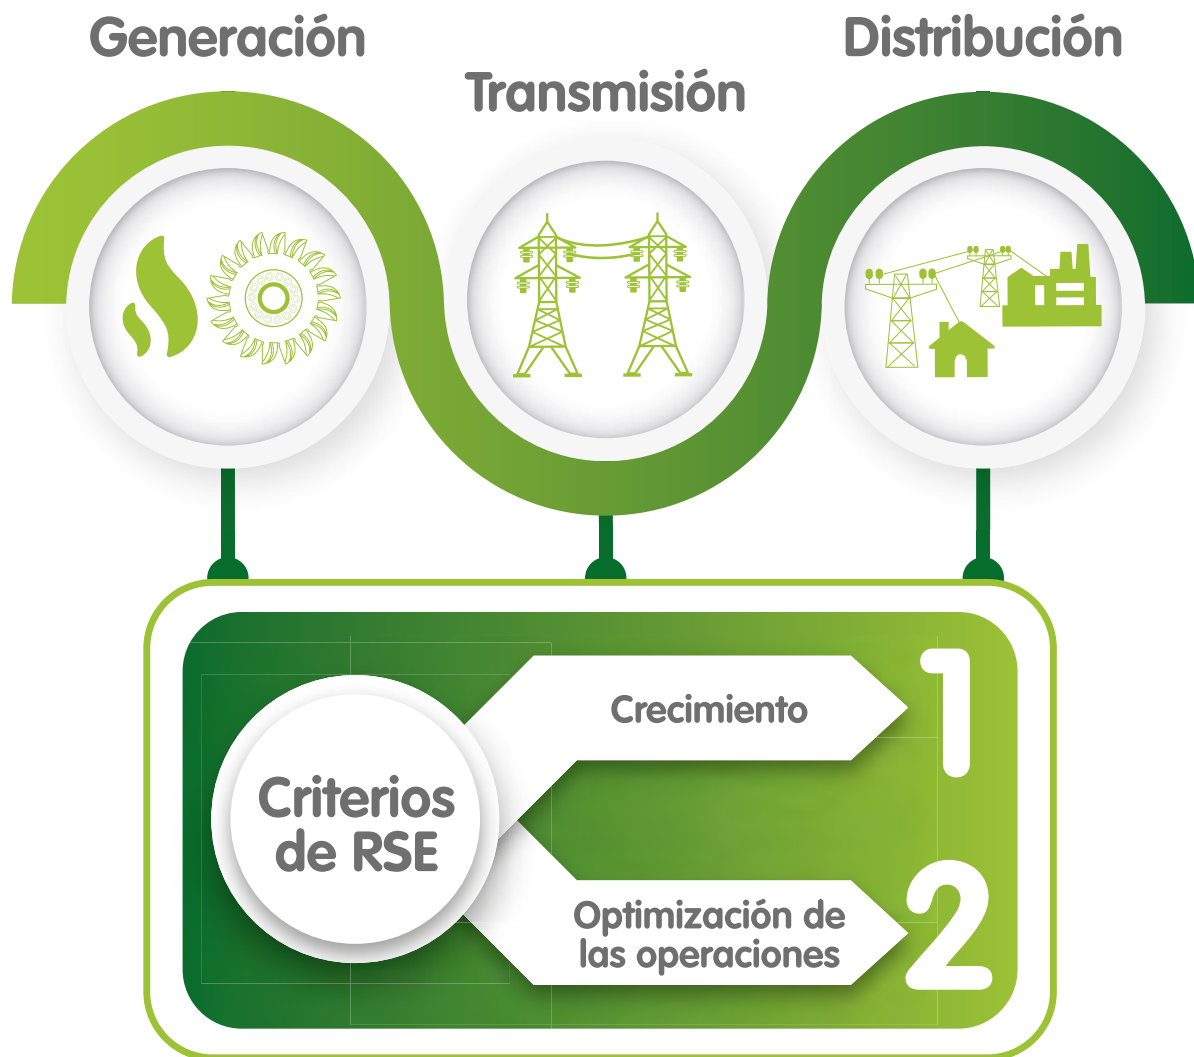 Generación
Transmisión
Distribución
Criterios
de RSE
Crecimiento
1
Optimización de
las operaciones
2